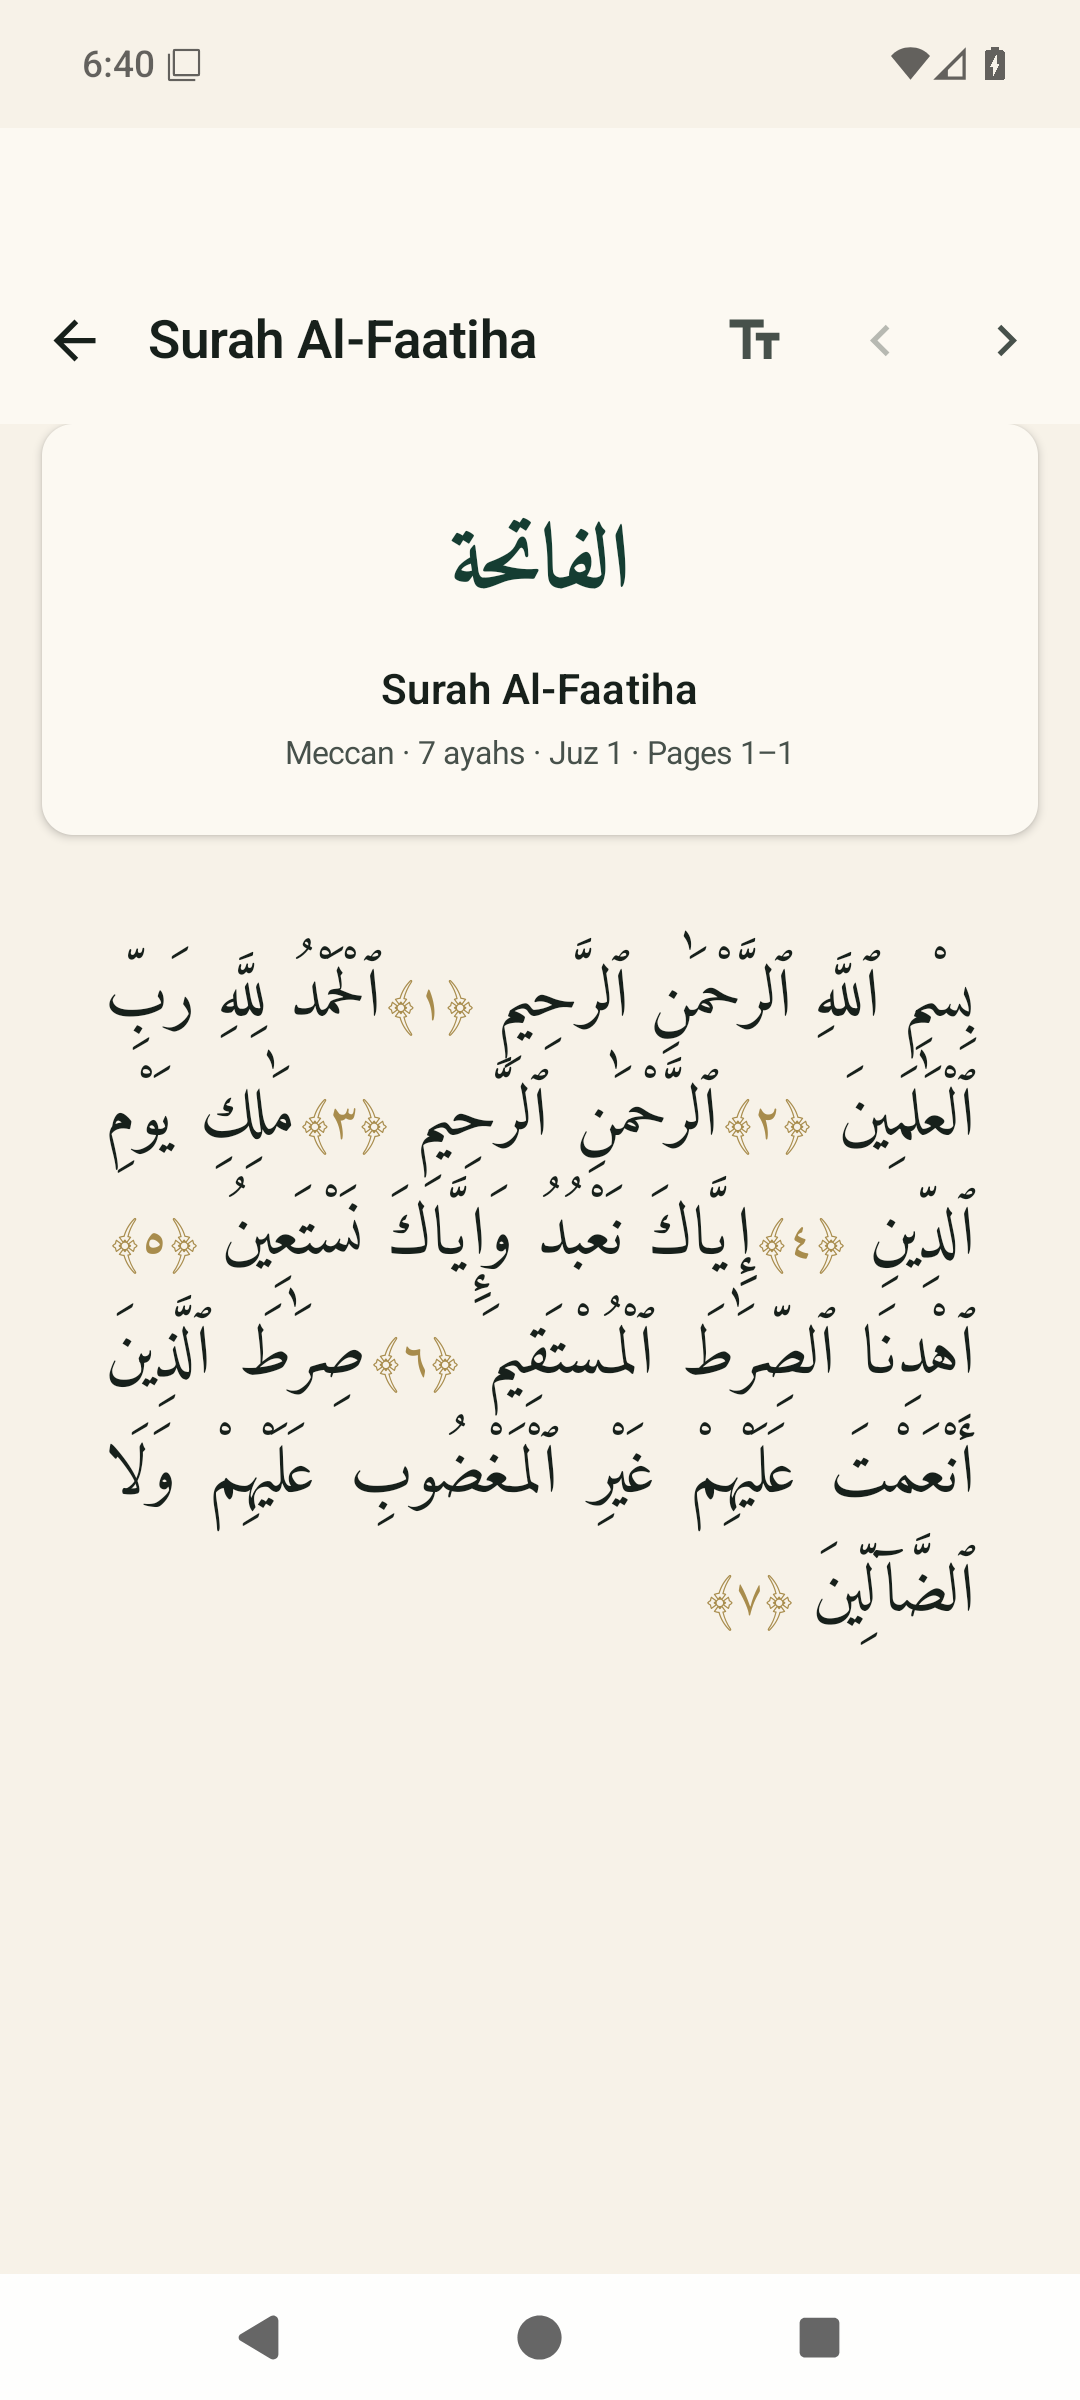 6:40
Surah Al-Faatiha
الفاتحة
Surah Al-Faatiha
Meccan · 7 ayahs · Juz 1 · Pages 1–1
بِسْمِ ٱللَّهِ ٱلرَّحْمَٰنِ ٱلرَّحِيمِ ﴿١﴾ ٱلْحَمْدُ لِلَّهِ رَبِّ
ٱلْعَٰلَمِينَ ﴿٢﴾ ٱلرَّحْمَٰنِ ٱلرَّحِيمِ ﴿٣﴾ مَٰلِكِ يَوْمِ
ٱلدِّينِ ﴿٤﴾ إِيَّاكَ نَعْبُدُ وَإِيَّاكَ نَسْتَعِينُ ﴿٥﴾
ٱهْدِنَا ٱلصِّرَٰطَ ٱلْمُسْتَقِيمَ ﴿٦﴾ صِرَٰطَ ٱلَّذِينَ
أَنْعَمْتَ عَلَيْهِمْ غَيْرِ ٱلْمَغْضُوبِ عَلَيْهِمْ وَلَا
ٱلضَّآلِّينَ ﴿٧﴾